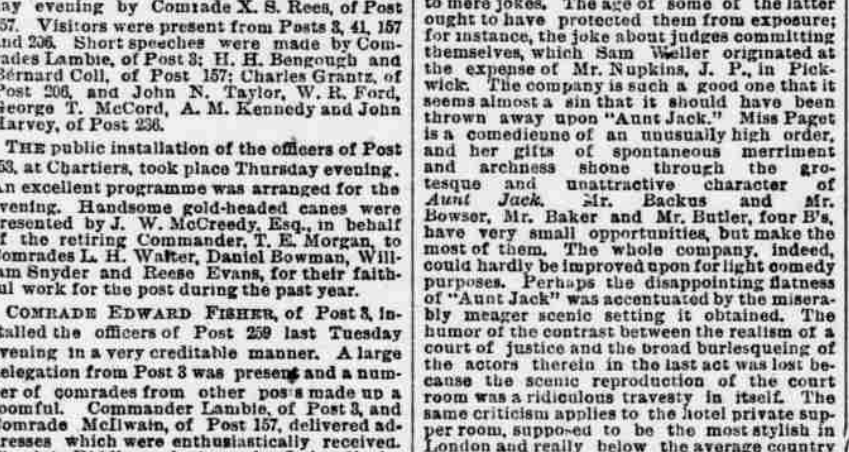 ay evening by Comrade X. S. Rees, of Post
57. Visitors were present from Posts 3, 41, 157
and 206. Short speeches were made by Com-
ades Lambie, of Post 3; H. H. Bengough and
Bernard Coll, of Post 157; Charles Grantz, of
Post 206, and John N. Taylor, W. R. Ford,
George T. McCord, A. M. Kennedy and John
Harvey, of Post 236.
THE public installation of the officers of Post
53, at Chartiers, took place Thursday evening.
An excellent programme was arranged for the
vening. Handsome gold-headed canes were
resented by J. W. McCreedy, Esq., in behalf
f the retiring Commander, T. E. Morgan, to
omrades L. H. Walter, Daniel Bowman, Will-
am Snyder and Reese Evans, for their faith-
ul work for the post during the past year.
COMRADE EDWARD FISHER, of Post 3, in-
talled the officers of Post 259 last Tuesday
vening in a very creditable manner. A large
elegation from Post 3 was present and a num-
er of comrades from other posts made up a
oomful. Commander Lambie, of Post 3, and
omrade McIlwain, of Post 157, delivered ad-
resses which were enthusiastically received.
to mere jokes. The age of some of the latter
ought to have protected them from exposure;
for instance, the joke about judges committing
themselves, which Sam Weller originated at
the expense of Mr. Nupkins, J. P., in Pick-
wick. The company is such a good one that it
seems almost a sin that it should have been
thrown away upon "Aunt Jack." Miss Paget
is a comedienne of an unusually high order,
and her gifts of spontaneous merriment
and archness shone through the gro-
tesque and unattractive character of
Aunt Jack. Mr. Backus and Mr.
Bowser, Mr. Baker and Mr. Butler, four B's,
have very small opportunities, but make the
most of them. The whole company, indeed,
could hardly be improved upon for light comedy
purposes. Perhaps the disappointing flatness
of "Aunt Jack" was accentuated by the misera-
bly meager scenic setting it obtained. The
humor of the contrast between the realism of a
court of justice and the broad burlesqueing of
the actors therein in the last act was lost be-
cause the scenic reproduction of the court
room was a ridiculous travesty in itself. The
same criticism applies to the hotel private sup-
per room, supposed to be the most stylish in
London and really below the average country